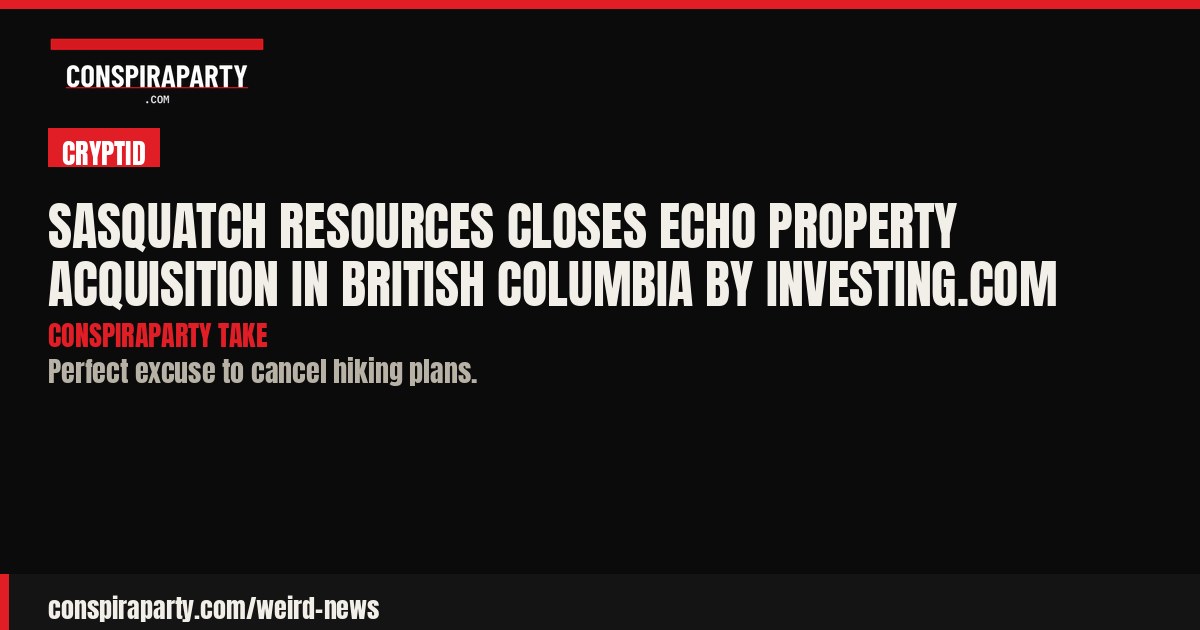 CONSPIRAPARTY
.COM
CRYPTID
SASQUATCH RESOURCES CLOSES ECHO PROPERTY
ACQUISITION IN BRITISH COLUMBIA BY INVESTING.COM
CONSPIRAPARTY TAKE
Perfect excuse to cancel hiking plans.
conspiraparty.com/weird-news